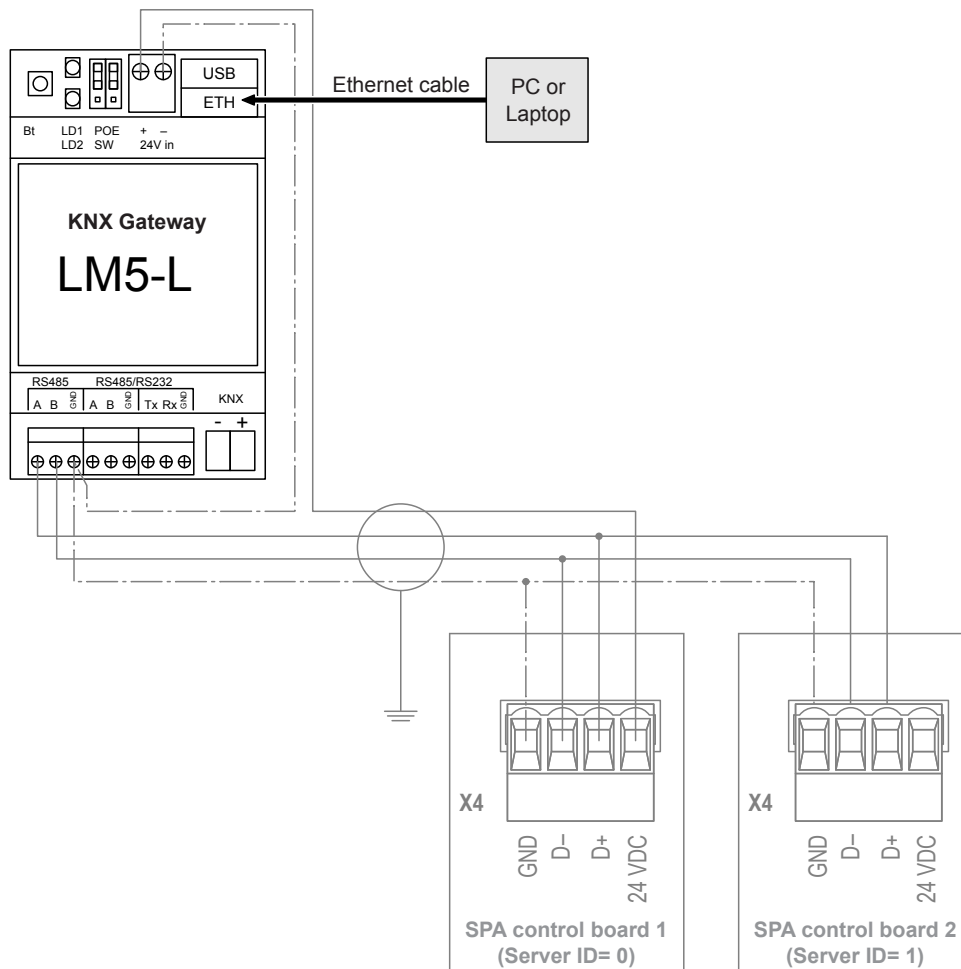 USB
Ethernet cable
PC or
Laptop
ETH
Bt LD1 POE + –
LD2 SW 24V in
KNX Gateway
LM5-L
RS485 RS485/RS232
A B GND A B GND Tx Rx GND KNX
- +
X4
GND D– D+ 24 VDC
SPA control board 1
(Server ID= 0)
X4
GND D– D+ 24 VDC
SPA control board 2
(Server ID= 1)